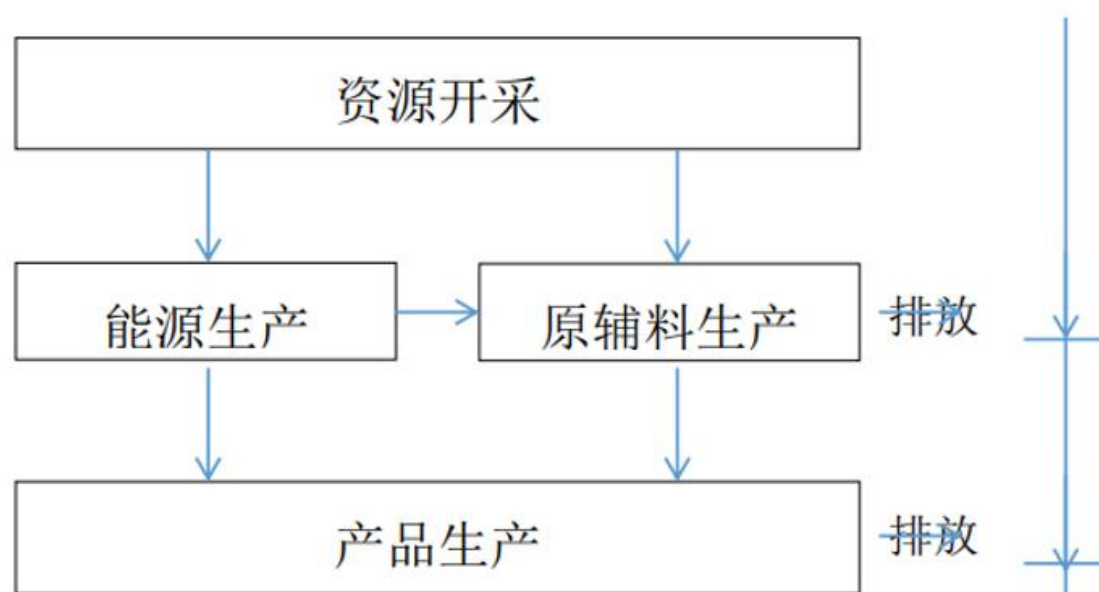 资源开采
能源生产
原辅料生产
排放
产品生产
排放